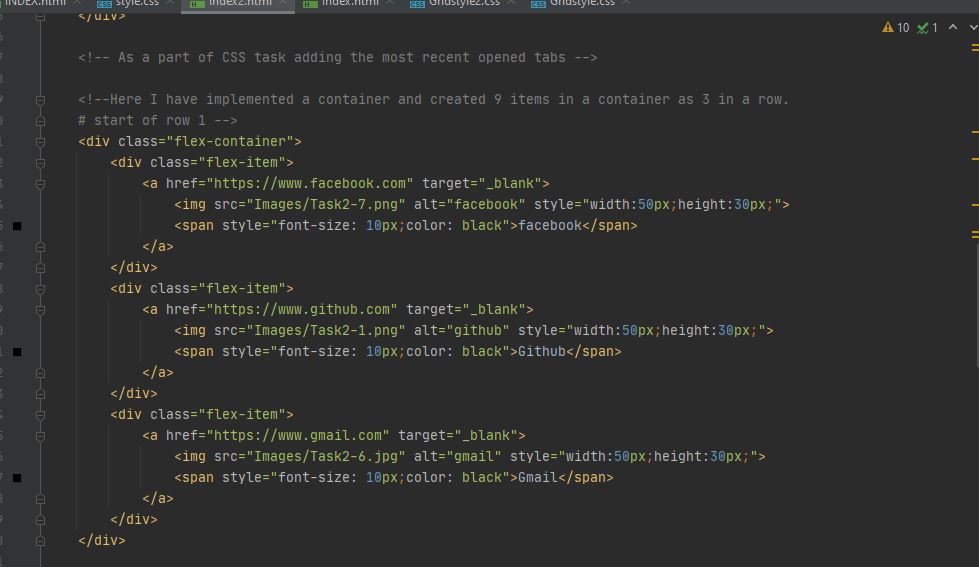 INDEX.html style.css Index2.html index.html Gridstyle2.css Gridstyle.css
</div>
10 1
<!-- As a part of CSS task adding the most recent opened tabs -->
<!--Here I have implemented a container and created 9 items in a container as 3 in a row.
# start of row 1 -->
<div class="flex-container">
<div class="flex-item">
<a href="https://www.facebook.com" target="_blank">
<img src="Images/Task2-7.png" alt="facebook" style="width:50px;height:30px;">
<span style="font-size: 10px;color: black">facebook</span>
</a>
</div>
<div class="flex-item">
<a href="https://www.github.com" target="_blank">
<img src="Images/Task2-1.png" alt="github" style="width:50px;height:30px;">
<span style="font-size: 10px;color: black">Github</span>
</a>
</div>
<div class="flex-item">
<a href="https://www.gmail.com" target="_blank">
<img src="Images/Task2-6.jpg" alt="gmail" style="width:50px;height:30px;">
<span style="font-size: 10px;color: black">Gmail</span>
</a>
</div>
</div>